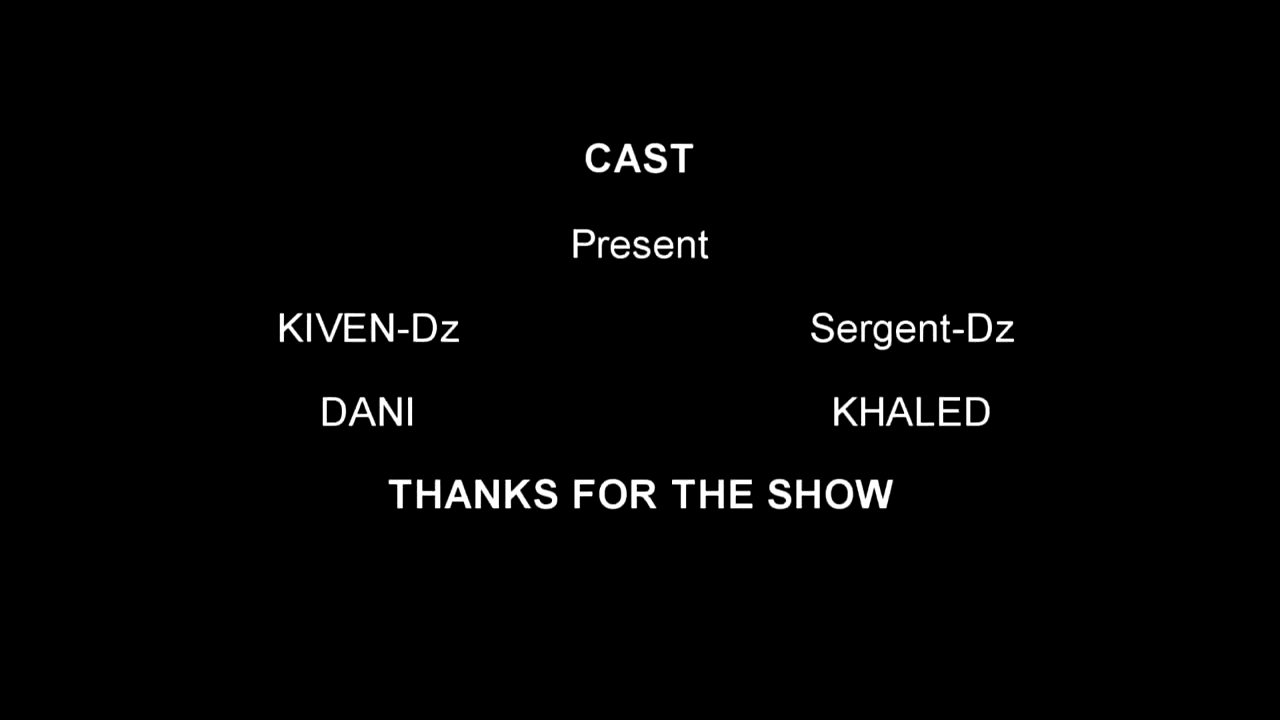 CAST
Present
KIVEN-Dz Sergent-Dz
DANI KHALED
THANKS FOR THE SHOW